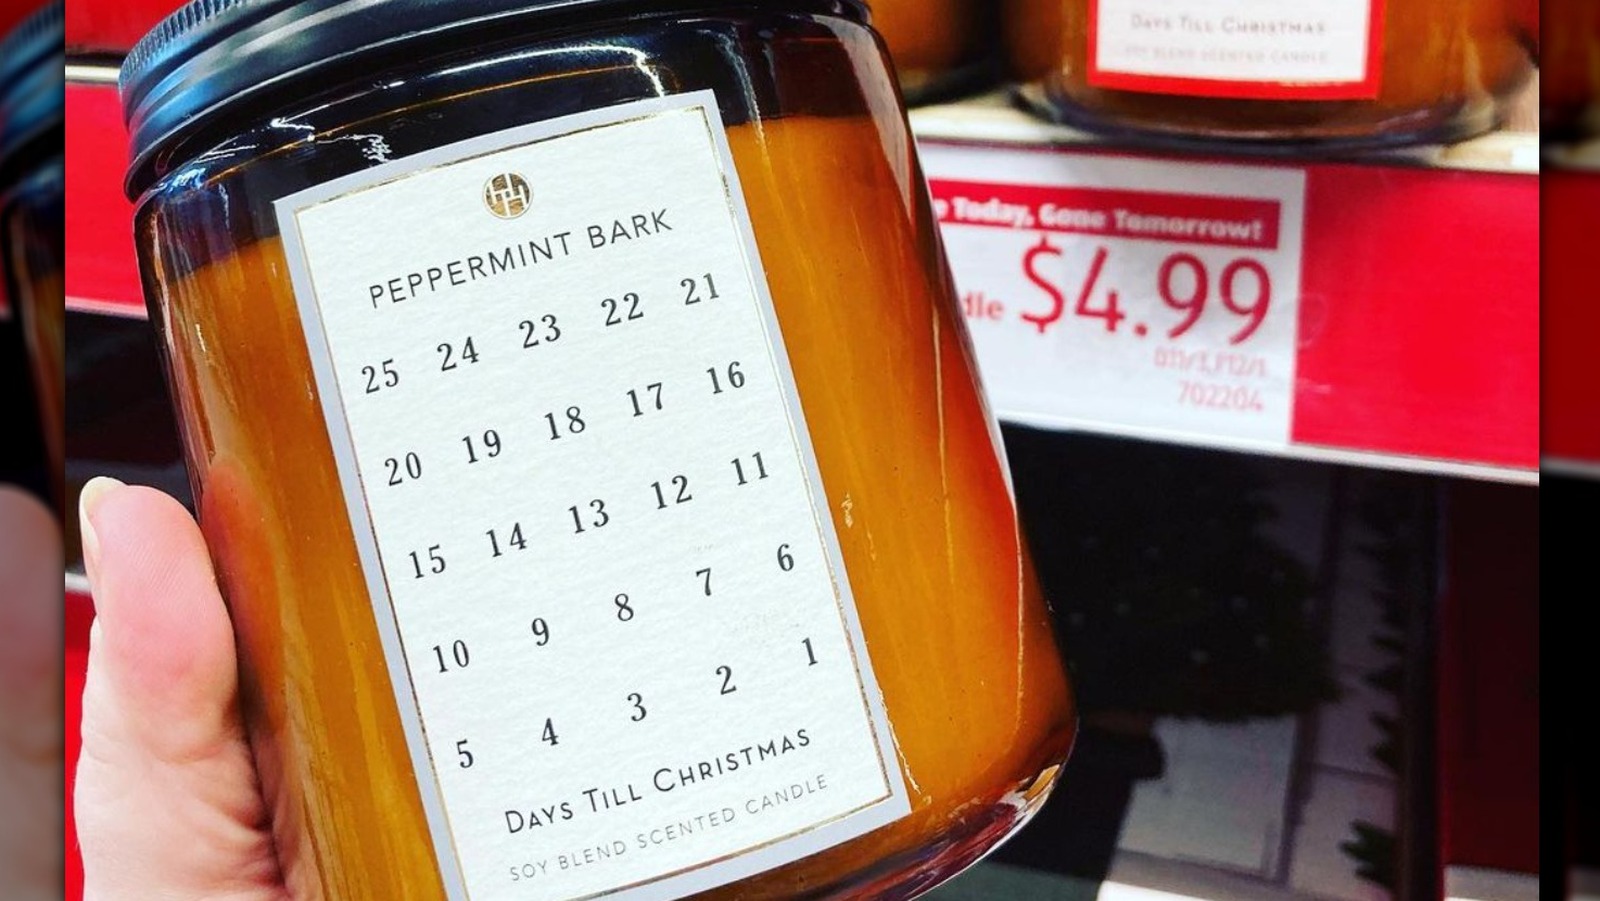 PEPPERMINT BARK
25 24 23 22 21
20 19 18 17 16
15 14 13 12 11
10 9 8 7 6
5 4 3 2 1
DAYS TILL CHRISTMAS
SOY BLEND SCENTED CANDLE
DAYS TILL CHRISTMAS
SOY BLEND SCENTED CANDLE
Today, Gone Tomorrow!
$4.99
702204